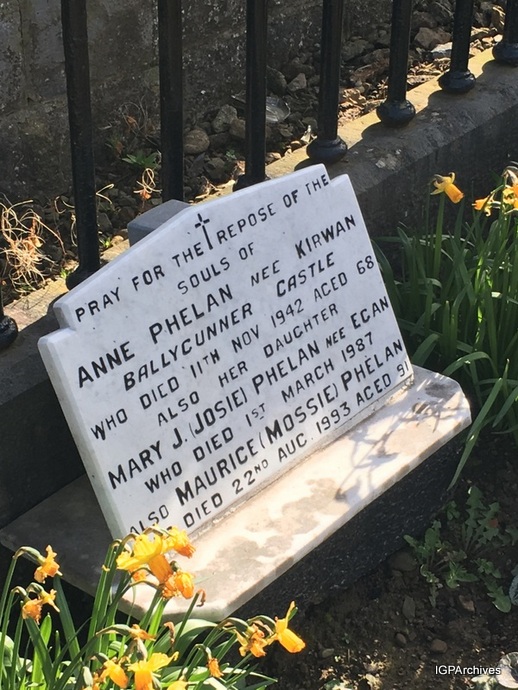 PRAY FOR THE REPOSE OF THE
SOULS OF
ANNE PHELAN NEE KIRWAN
BALLYGUNNER CASTLE
WHO DIED 11TH NOV 1942 AGED 68
ALSO HER DAUGHTER
MARY J. (JOSIE) PHELAN NEE EGAN
WHO DIED 1ST MARCH 1987
ALSO MAURICE (MOSSIE) PHELAN
DIED 22ND AUG. 1993 AGED 91
IGPArchives